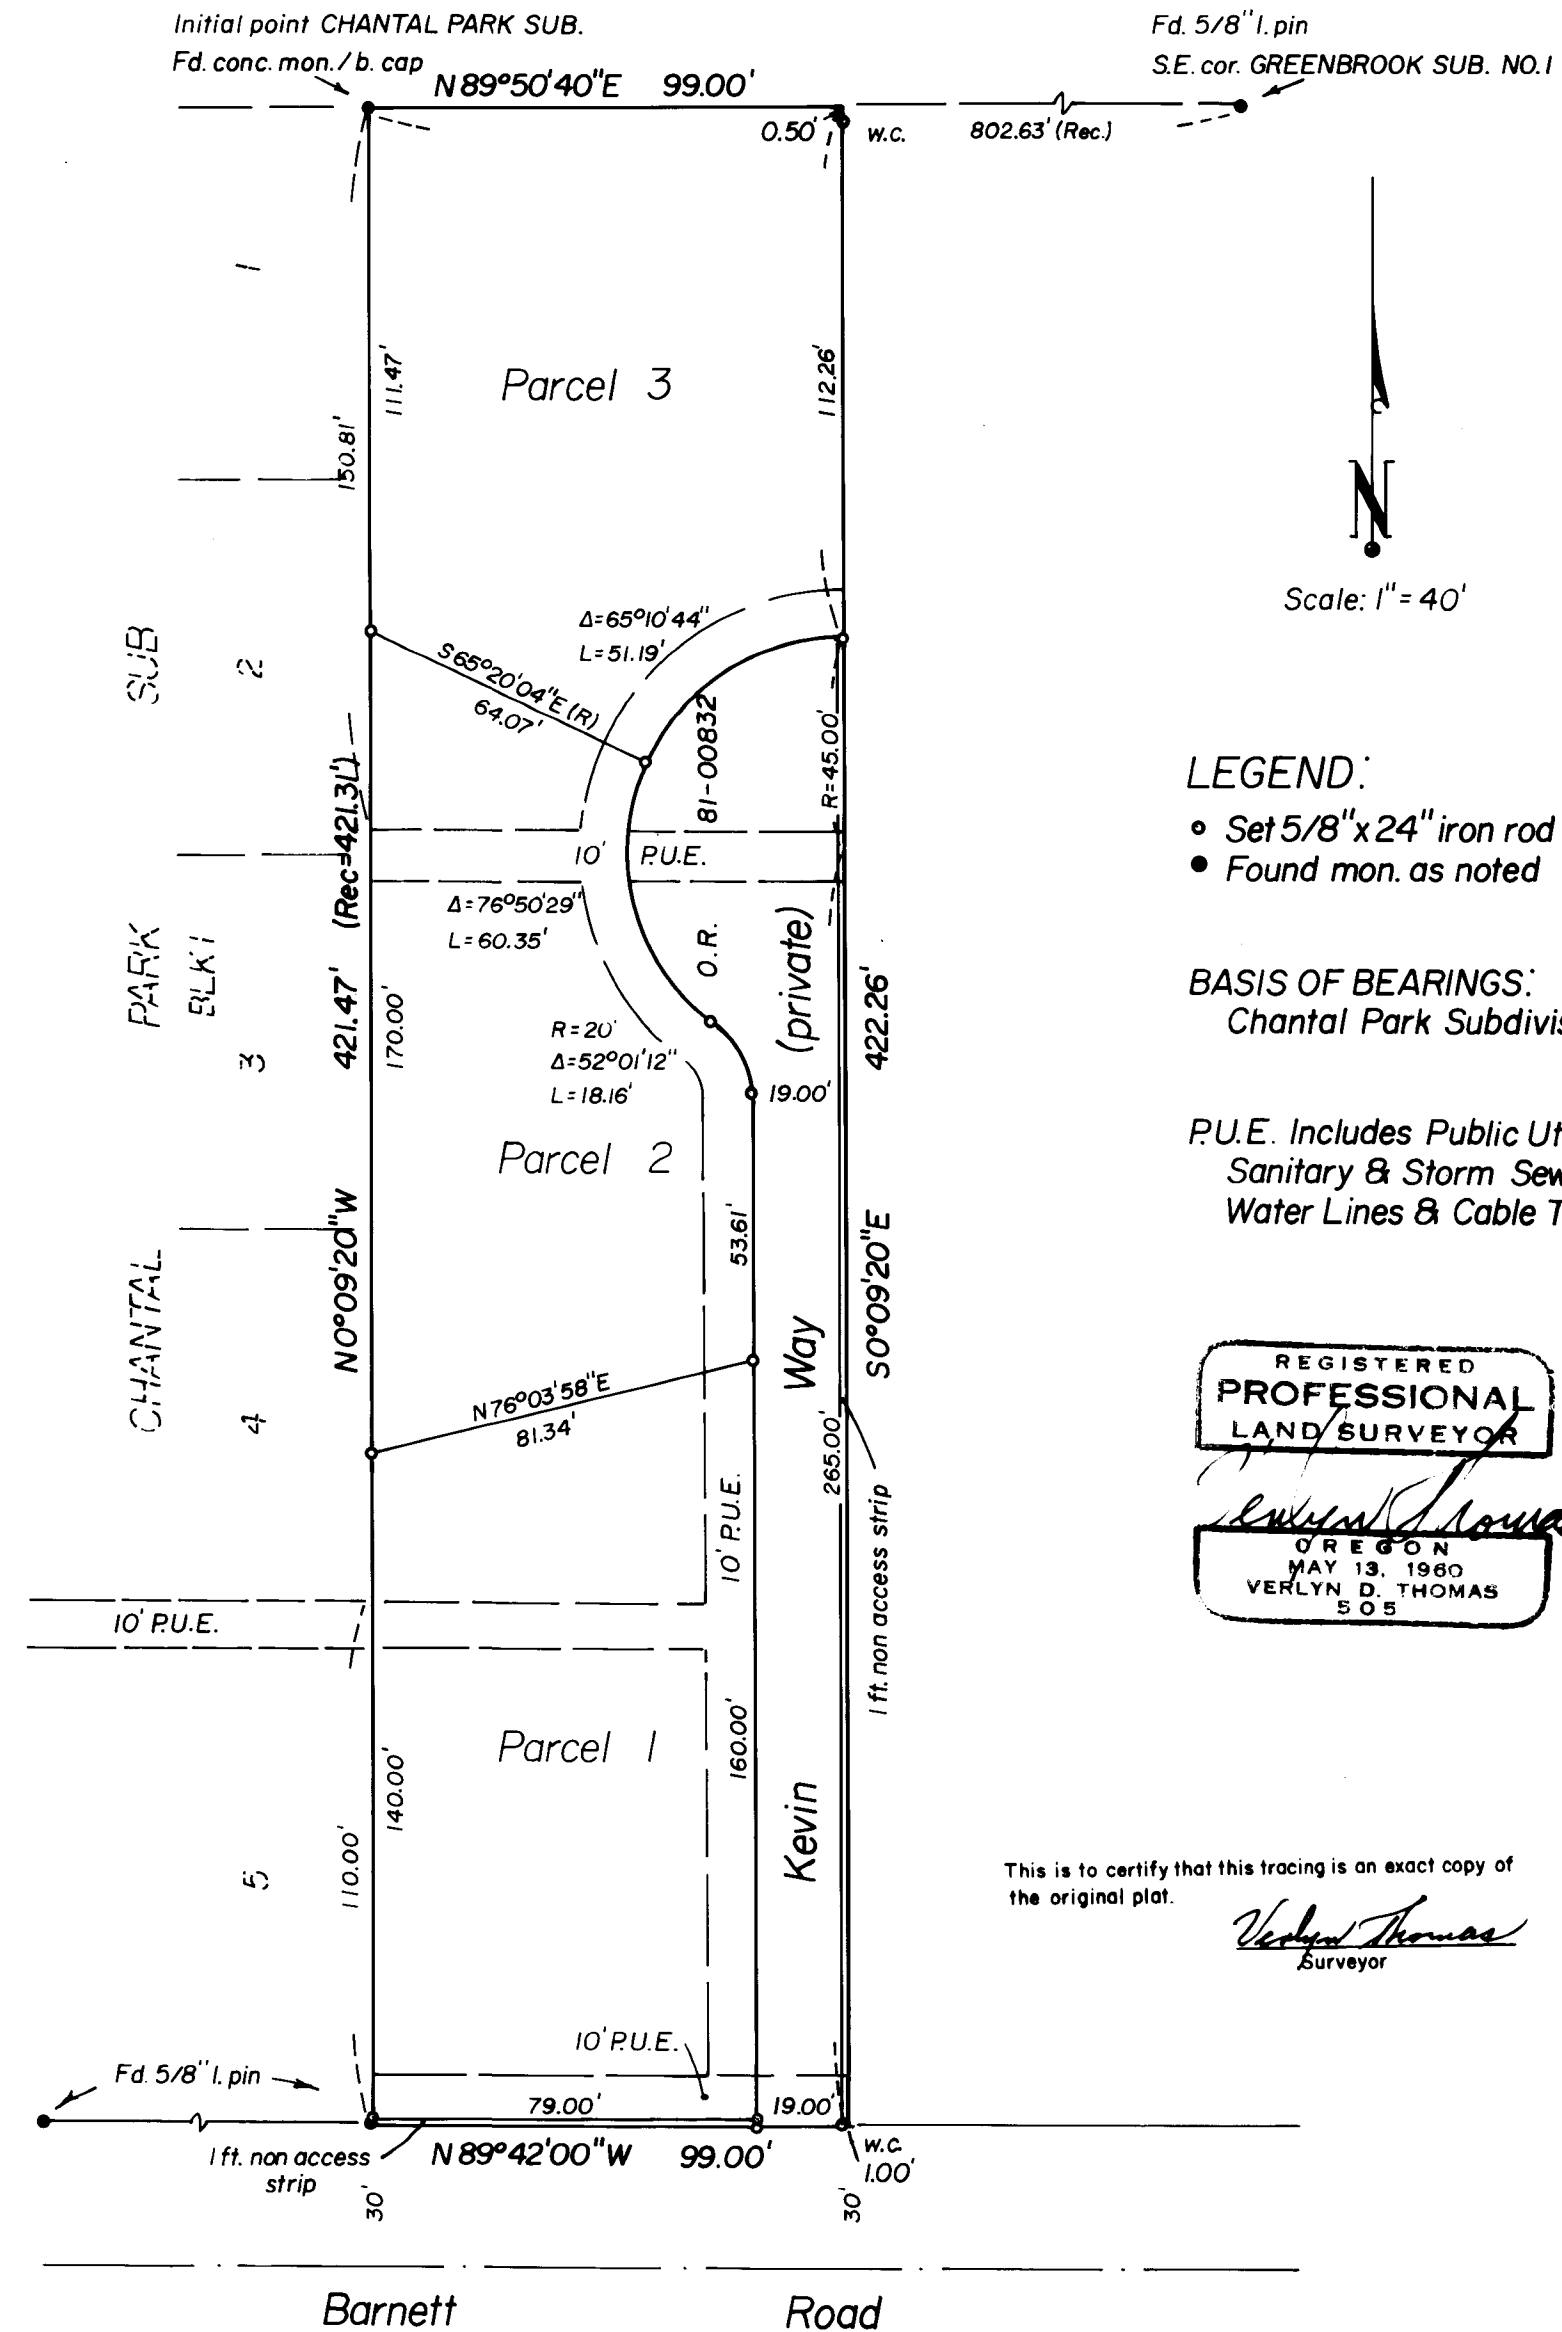 Initial point CHANTAL PARK SUB.
Fd. conc. mon./b. cap
N 89°50'40"E 99.00'
Fd. 5/8" I. pin
S.E. cor. GREENBROOK SUB. NO. 1
0.50'
W.C.
802.63' (Rec.)
1
111.47'
Parcel 3
112.26'
150.81'
N
Scale: 1" = 40'
SUB
2
Δ=65°10'44"
L=51.19'
S65°20'04"E (R)
64.07'
81-00832
R=45.00'
LEGEND:
Set 5/8"x 24" iron rod
Found mon. as noted
(Rec=421.31')
10' P.U.E.
Δ=76°50'29"
L=60.35'
O.R.
(private)
PARK
BLK 1
421.47'
170.00'
422.26'
BASIS OF BEARINGS:
Chantal Park Subdivis
3
R=20'
Δ=52°01'12"
L=18.16'
19.00'
Parcel 2
P.U.E. Includes Public Ut
Sanitary & Storm Sew
Water Lines & Cable T
N0°09'20"W
53.61'
S0°09'20"E
CHANTAL
4
N76°03'58"E
81.34'
Way
265.00'
REGISTERED
PROFESSIONAL
LAND SURVEYOR
Verlyn Thomas
OREGON
MAY 13, 1960
VERLYN D. THOMAS
505
10' P.U.E.
1 ft. non access strip
10' P.U.E.
Parcel 1
160.00'
140.00'
110.00'
Kevin
5
This is to certify that this tracing is an exact copy of
the original plat.
Verlyn Thomas
Surveyor
10' P.U.E.
Fd. 5/8" I. pin
79.00'
19.00'
1 ft. non access
strip
N 89°42'00"W 99.00'
W.C.
1.00'
30'
30'
Barnett Road